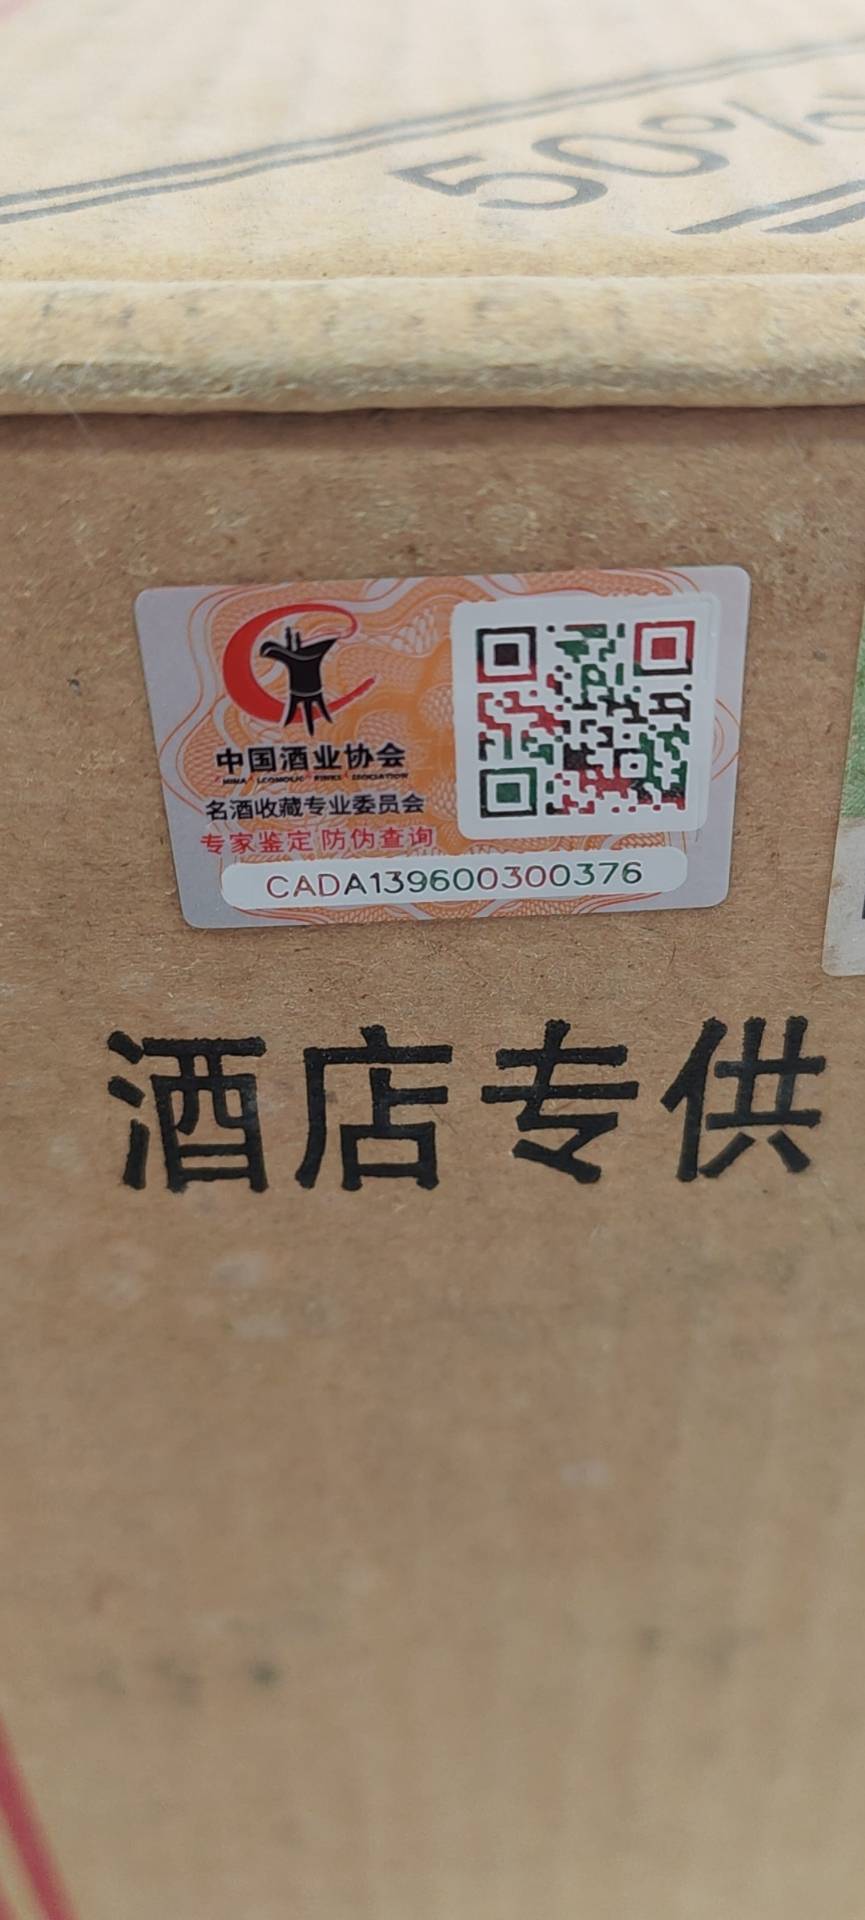 50%
中国酒业协会
名酒收藏专业委员会
专家鉴定 防伪查询
CADA139600300376
酒店专供